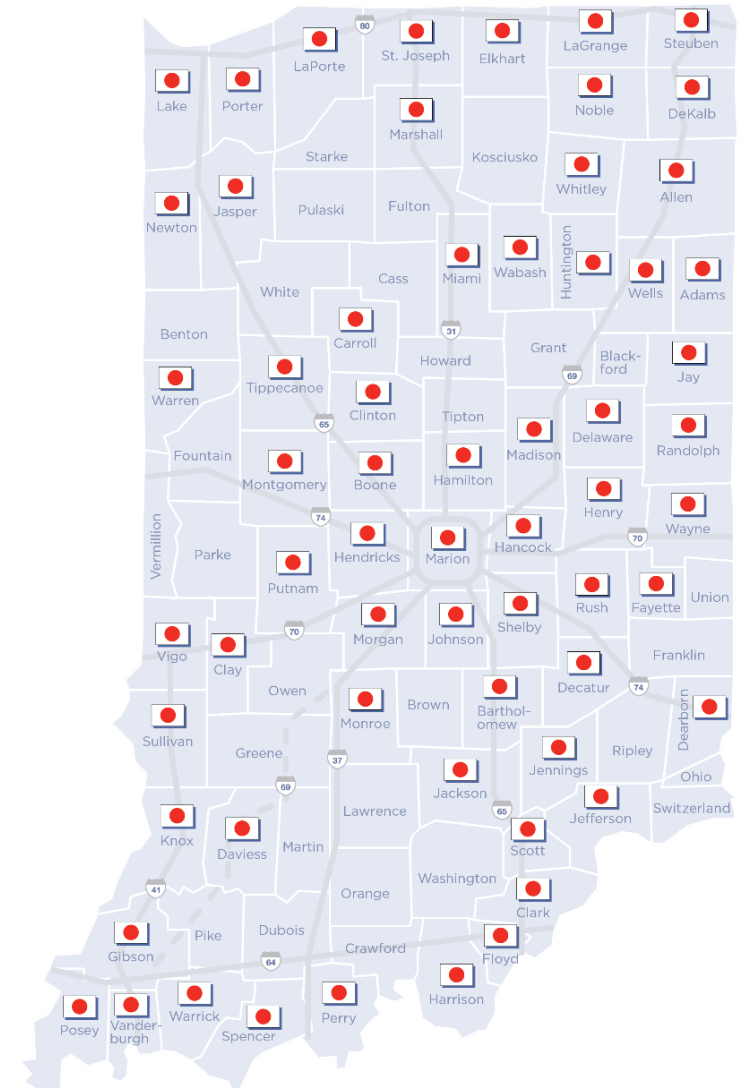 80
LaPorte
St. Joseph
Elkhart
LaGrange
Steuben
Lake
Porter
Noble
DeKalb
Marshall
Starke
Kosciusko
Whitley
Allen
Newton
Jasper
Pulaski
Fulton
Miami
Wabash
Huntington
Wells
Adams
White
Cass
Benton
Carroll
31
Howard
Grant
Black-
ford
Jay
69
Warren
Tippecanoe
Clinton
Tipton
Madison
Delaware
Randolph
65
Fountain
Montgomery
Boone
Hamilton
Henry
Wayne
74
Vermillion
Parke
Putnam
Hendricks
Marion
Hancock
70
Rush
Fayette
Union
Vigo
Clay
70
Morgan
Johnson
Shelby
Franklin
Owen
Decatur
74
Dearborn
Sullivan
Monroe
Brown
Barthol-
omew
Greene
37
Jennings
Ripley
Ohio
69
Jackson
Jefferson
Switzerland
Knox
Daviess
Martin
Lawrence
65
Scott
41
Orange
Washington
Clark
Gibson
Pike
Dubois
64
Crawford
Floyd
Harrison
Posey
Vander-
burgh
Warrick
Spencer
Perry